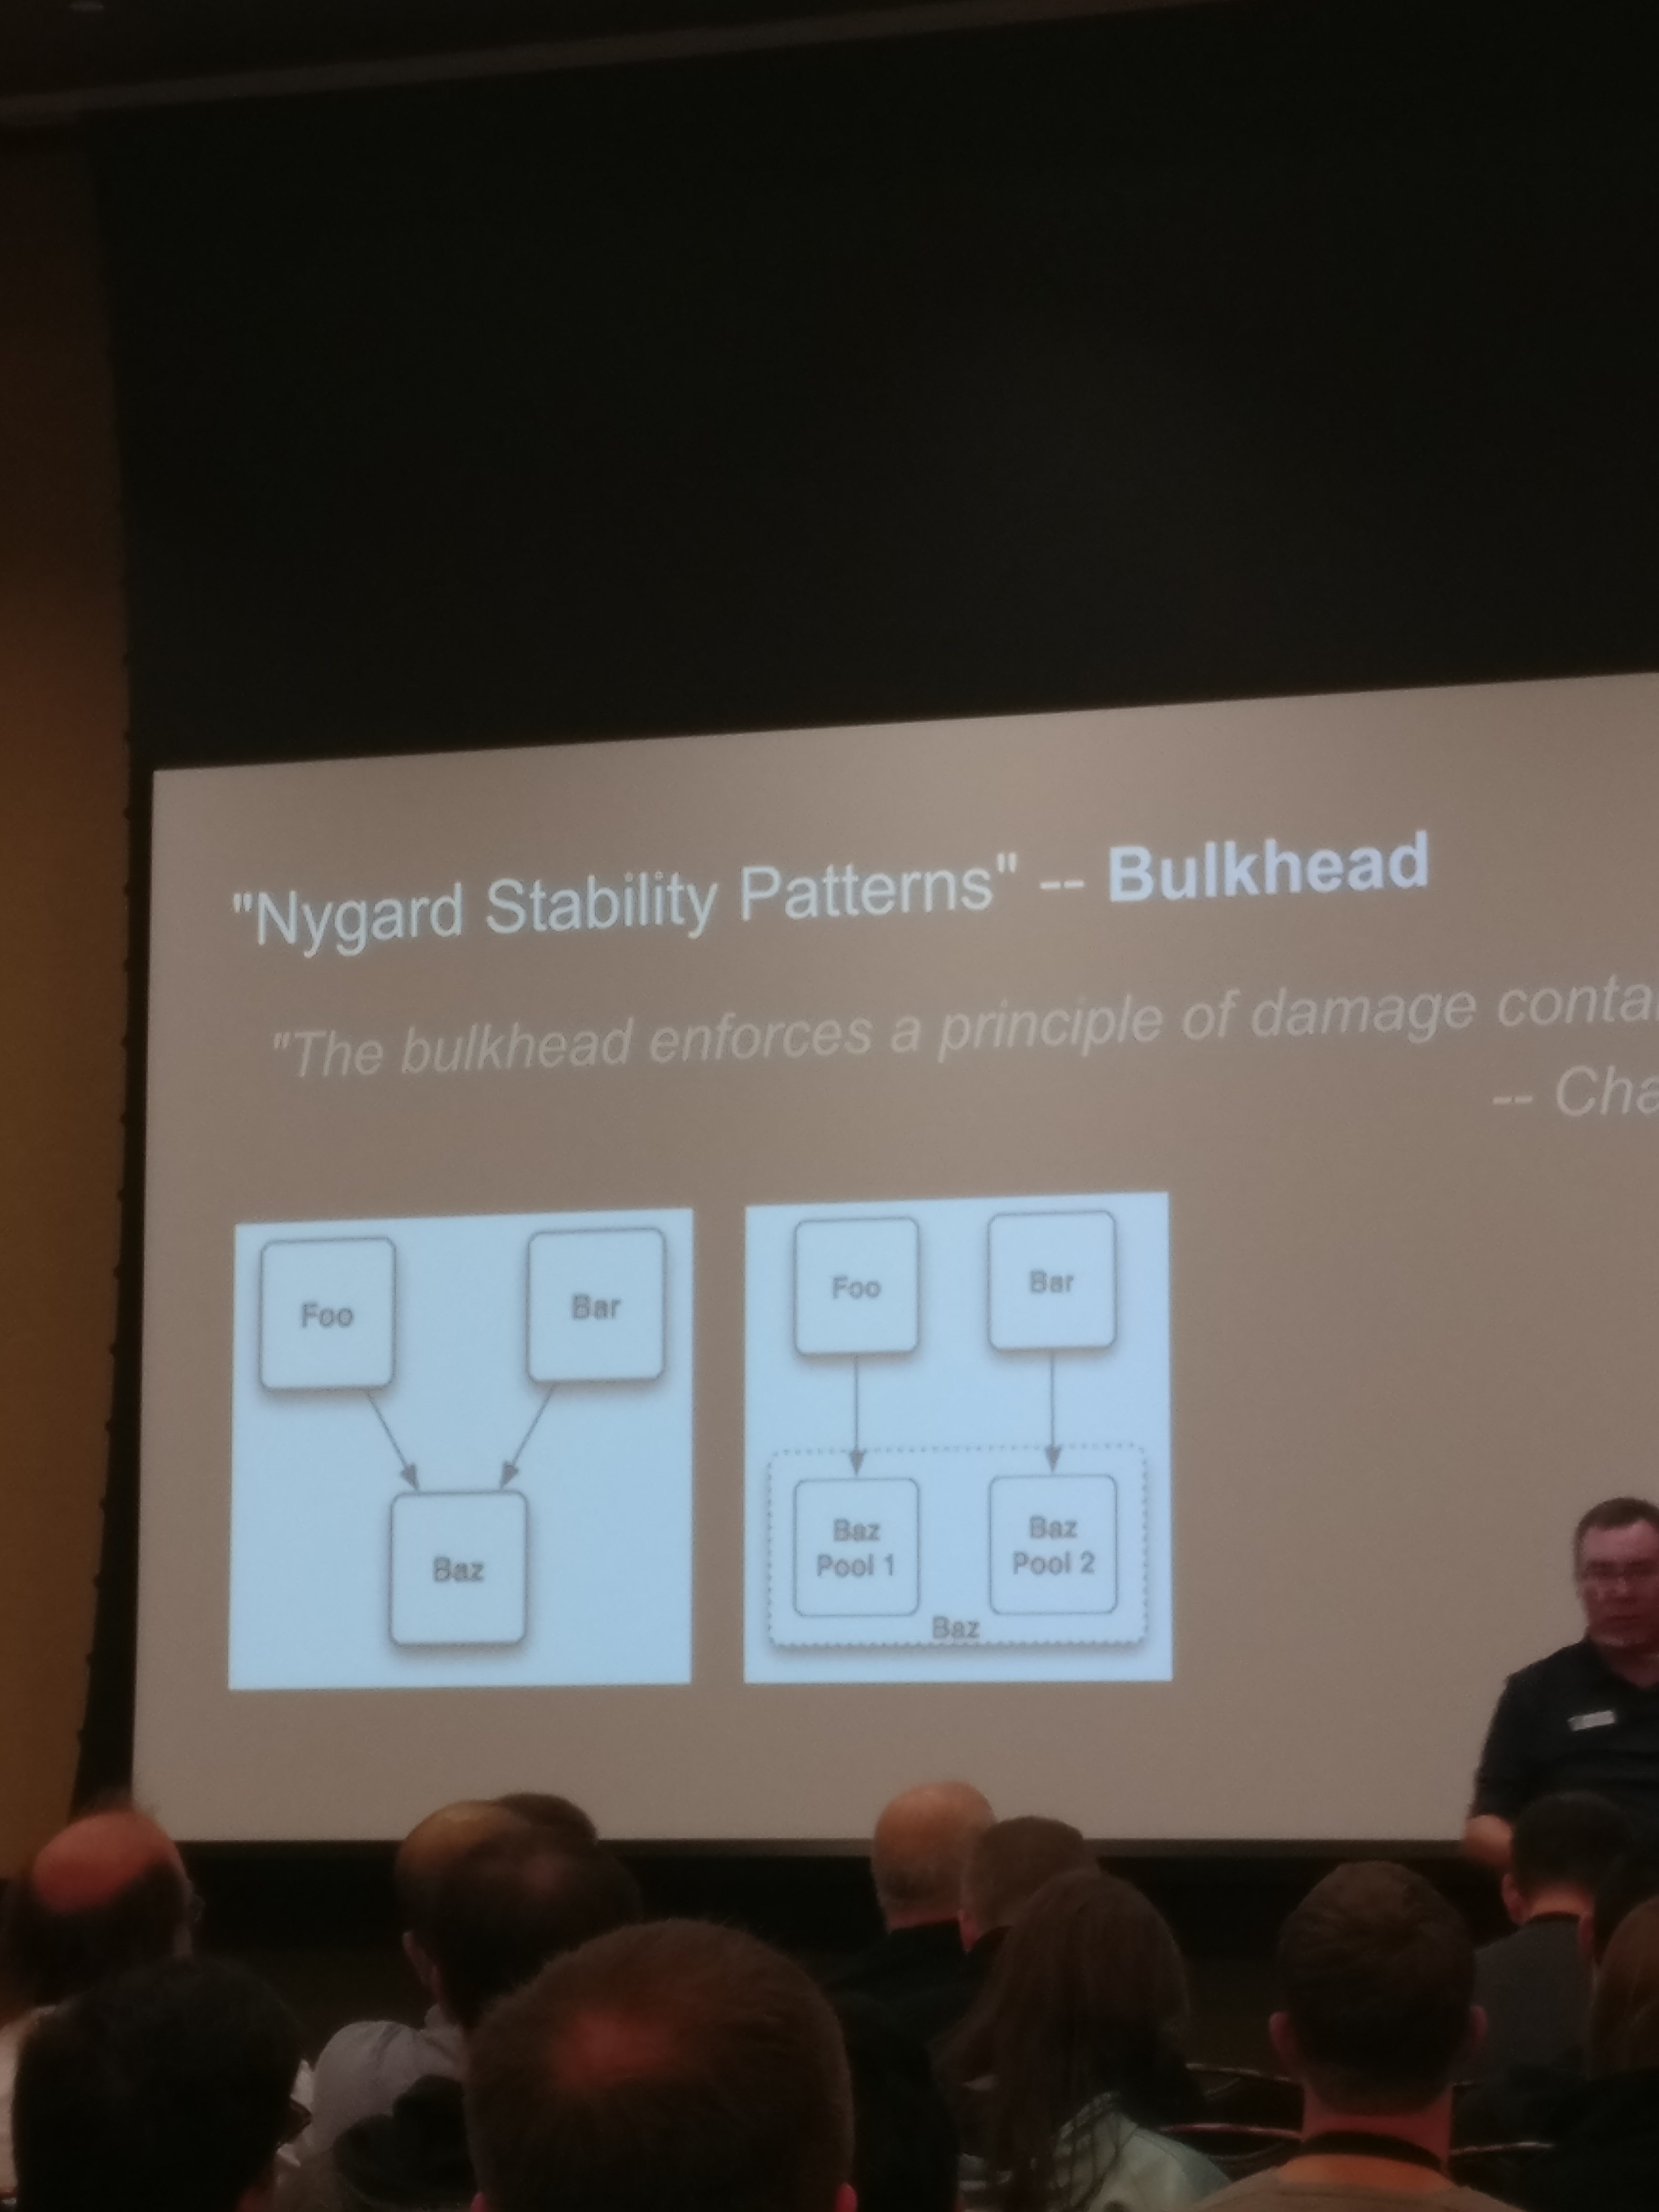 "Nygard Stability Patterns" -- Bulkhead
"The bulkhead enforces a principle of damage conta
-- Cha
Foo
Bar
Baz
Foo
Bar
Baz
Pool 1
Baz
Pool 2
Baz